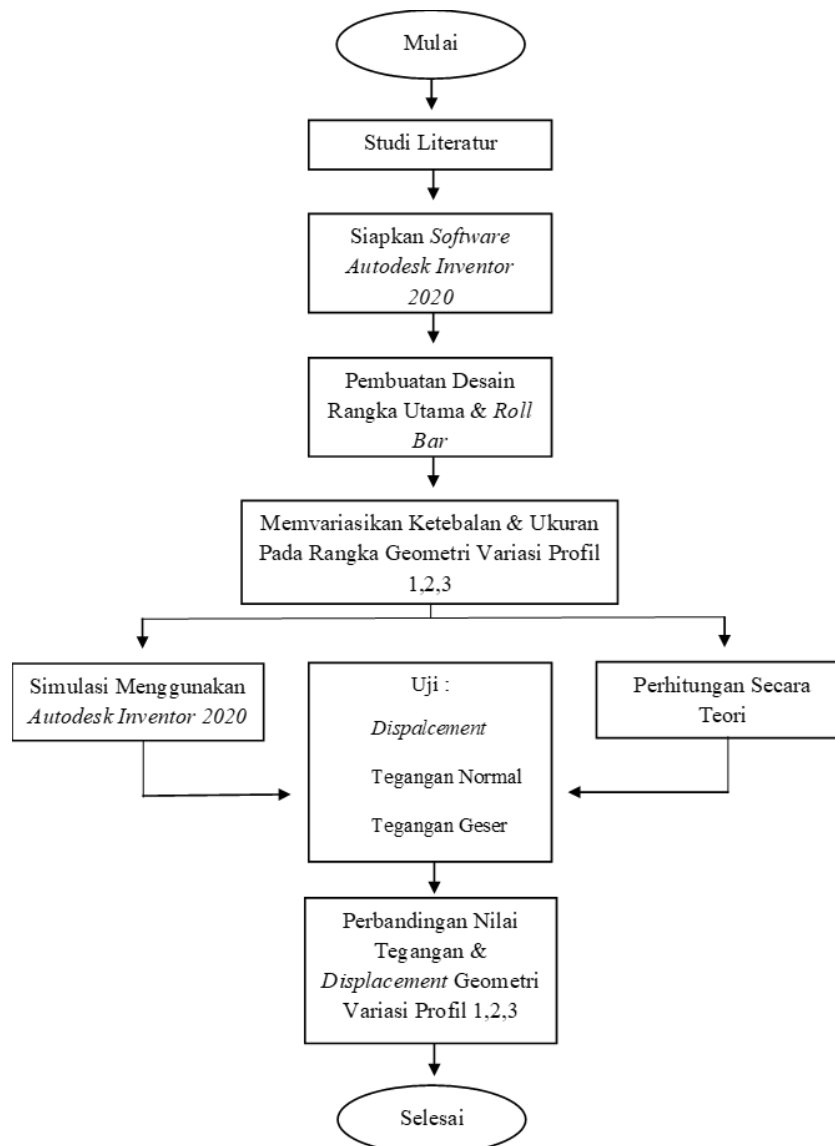 Mulai
Studi Literatur
Siapkan Software
Autodesk Inventor
2020
Pembuatan Desain
Rangka Utama & Roll
Bar
Memvariasikan Ketebalan & Ukuran
Pada Rangka Geometri Variasi Profil
1,2,3
Simulasi Menggunakan
Autodesk Inventor 2020
Uji :
Dispalcement
Tegangan Normal
Tegangan Geser
Perhitungan Secara
Teori
Perbandingan Nilai
Tegangan &
Displacement Geometri
Variasi Profil 1,2,3
Selesai